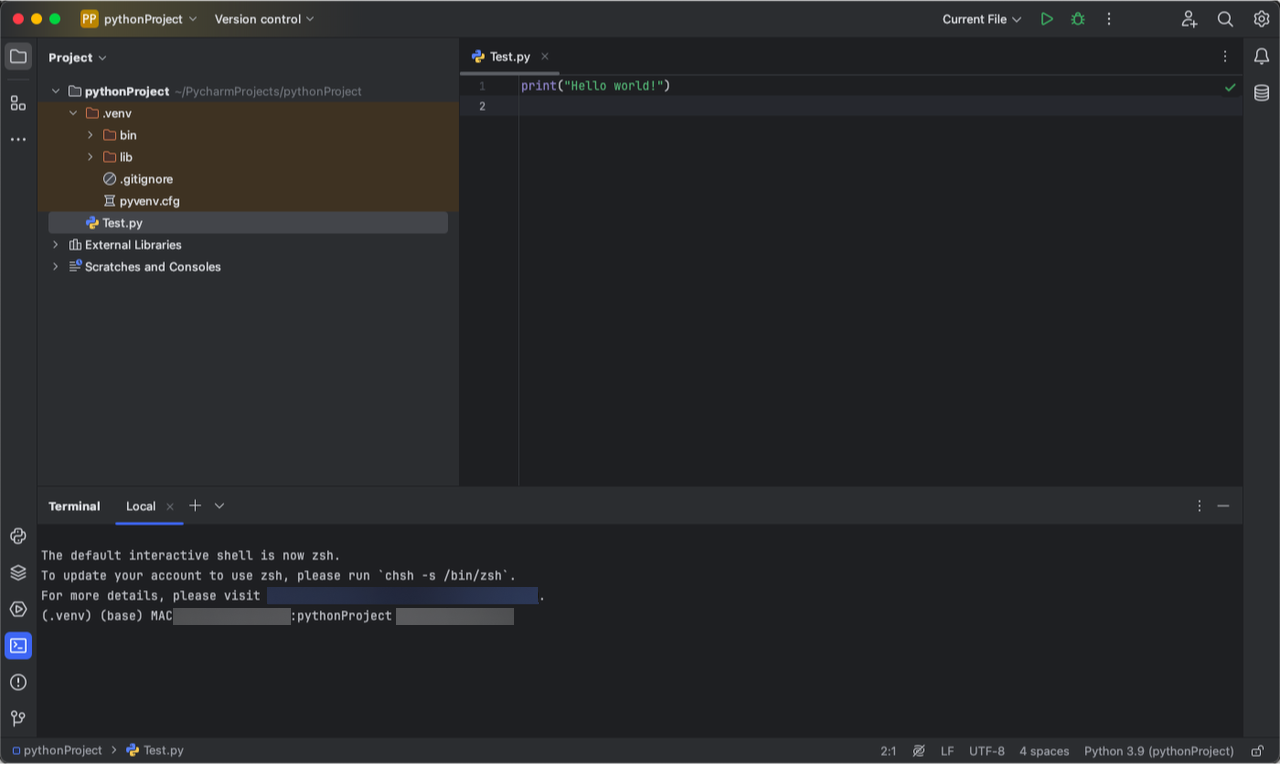 PP pythonProject Version control Current File
Project
pythonProject ~/PycharmProjects/pythonProject
.venv
bin
lib
.gitignore
pyvenv.cfg
Test.py
External Libraries
Scratches and Consoles
Test.py
1 print("Hello world!")
2
Terminal Local
The default interactive shell is now zsh.
To update your account to use zsh, please run `chsh -s /bin/zsh`.
For more details, please visit .
(.venv) (base) MAC :pythonProject
pythonProject Test.py 2:1 LF UTF-8 4 spaces Python 3.9 (pythonProject)